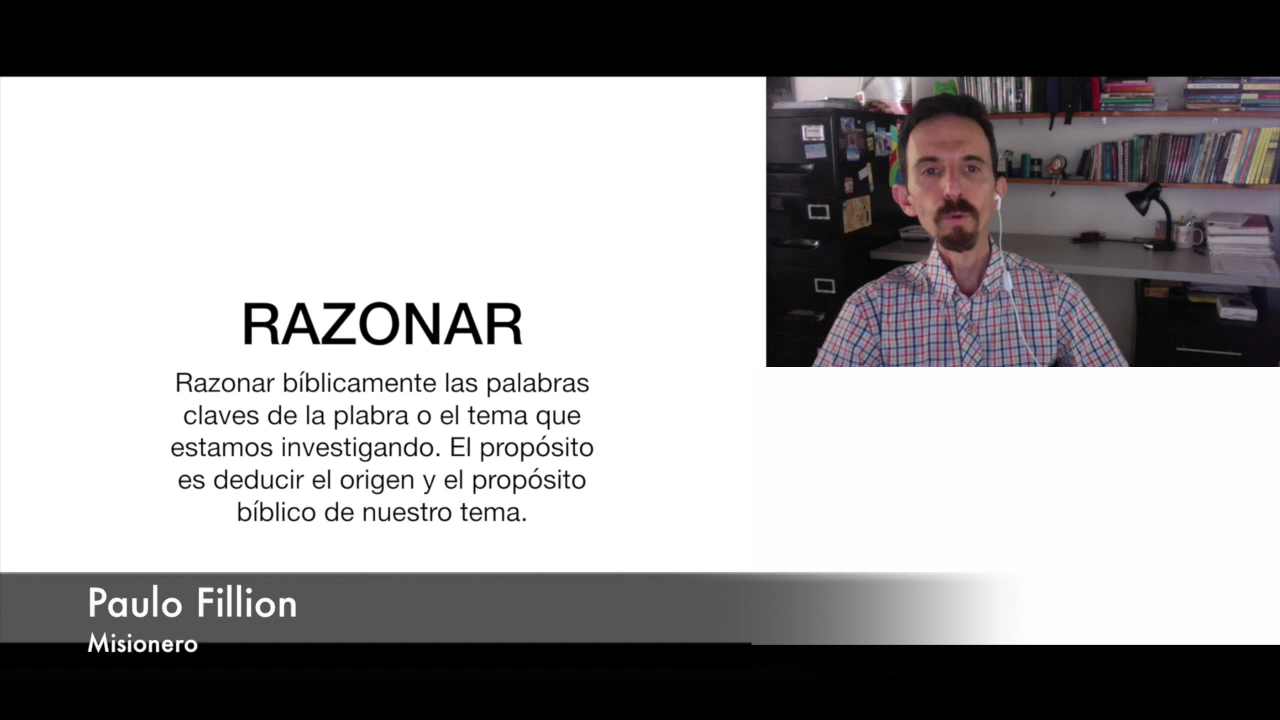 RAZONAR
Razonar bíblicamente las palabras
claves de la plabra o el tema que
estamos investigando. El propósito
es deducir el origen y el propósito
bíblico de nuestro tema.
Paulo Fillion
Misionero